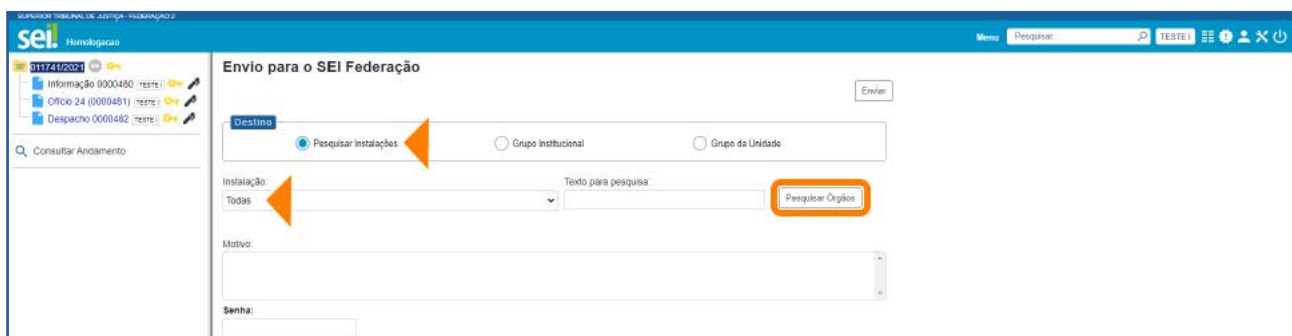 SUPERIOR TRIBUNAL DE JUSTIÇA - FEDERAÇÃO 2
sei! Homologacao
Menu Pesquisar... TESTE I
011741/2021
Informação 0000480 TESTE I
Ofício 24 (0000481) TESTE I
Despacho 0000482 TESTE I
Consultar Andamento
Envio para o SEI Federação
Enviar
Destino
Pesquisar Instalações Grupo Institucional Grupo da Unidade
Instalação: Texto para pesquisa:
Todas Pesquisar Órgãos
Motivo:
Senha: